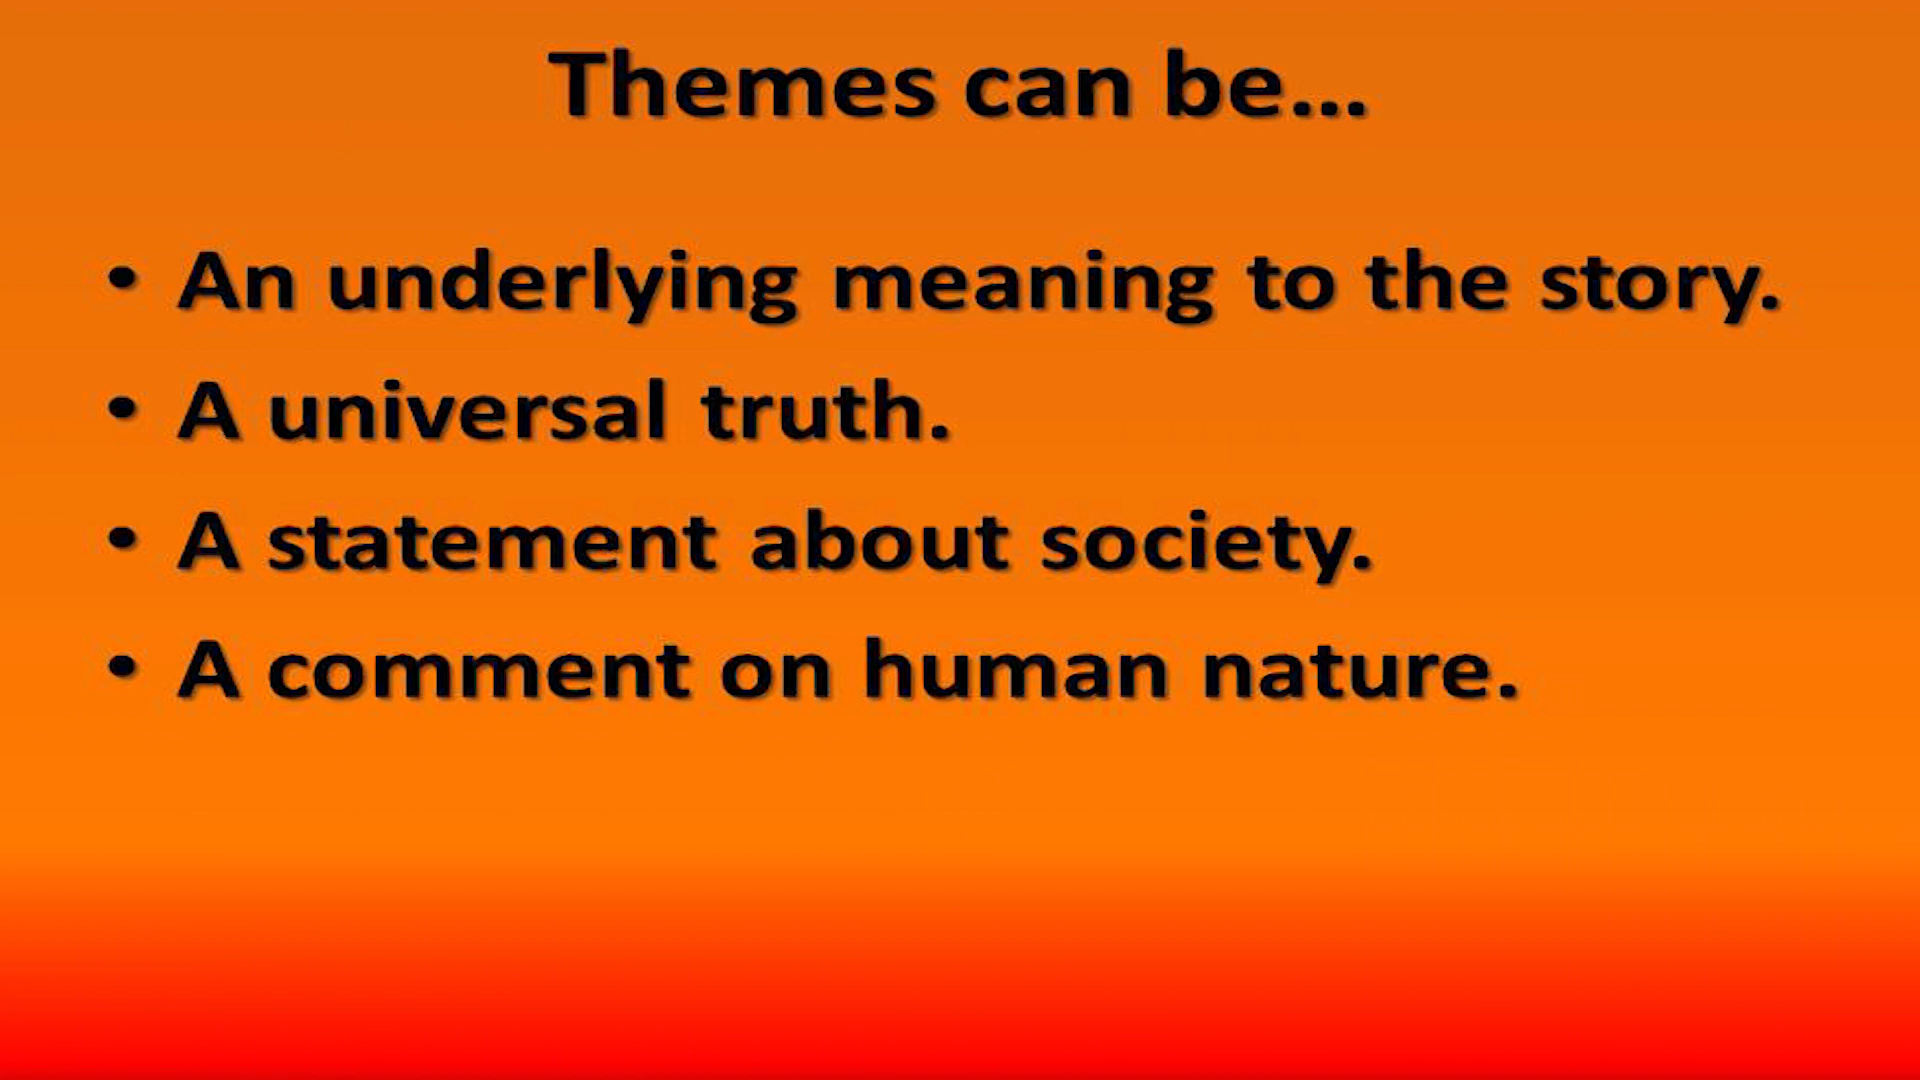 Themes can be...
• An underlying meaning to the story.
• A universal truth.
• A statement about society.
• A comment on human nature.